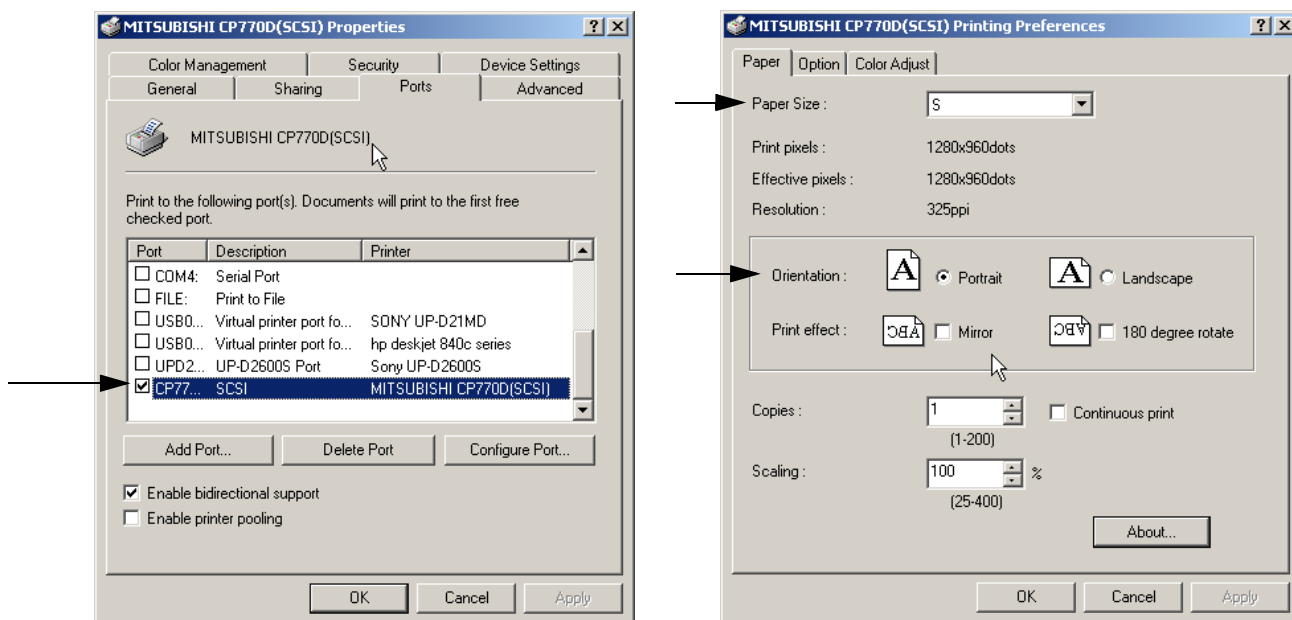 MITSUBISHI CP770D(SCSI) Properties
Color Management Security Device Settings
General Sharing Ports Advanced
MITSUBISHI CP770D(SCSI)
Print to the following port(s). Documents will print to the first free
checked port.
Port Description Printer
COM4: Serial Port
FILE: Print to File
USB0... Virtual printer port fo... SONY UP-D21MD
USB0... Virtual printer port fo... hp deskjet 840c series
UPD2... UP-D2600S Port Sony UP-D2600S
CP77... SCSI MITSUBISHI CP770D(SCSI)
Add Port... Delete Port Configure Port...
Enable bidirectional support
Enable printer pooling
OK Cancel Apply
MITSUBISHI CP770D(SCSI) Printing Preferences
Paper Option Color Adjust
Paper Size : S
Print pixels : 1280x960dots
Effective pixels : 1280x960dots
Resolution : 325ppi
Orientation : A Portrait A Landscape
Print effect : ABC Mirror ABC 180 degree rotate
Copies : 1 Continuous print
(1-200)
Scaling : 100 %
(25-400)
About...
OK Cancel Apply